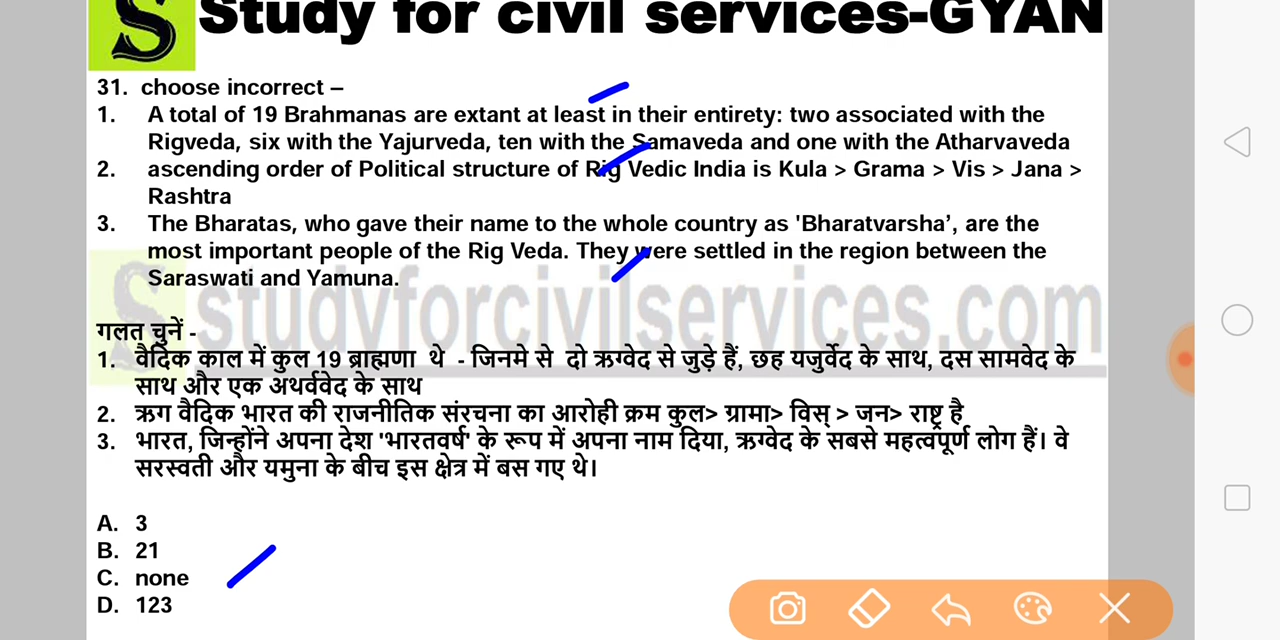 S Study for civil services-GYAN
31. choose incorrect –
1. A total of 19 Brahmanas are extant at least in their entirety: two associated with the
Rigveda, six with the Yajurveda, ten with the Samaveda and one with the Atharvaveda
2. ascending order of Political structure of Rig Vedic India is Kula > Grama > Vis > Jana >
Rashtra
3. The Bharatas, who gave their name to the whole country as 'Bharatvarsha’, are the
most important people of the Rig Veda. They were settled in the region between the
Saraswati and Yamuna.
S studyforcivilservices.com
गलत चुनें -
1. वैदिक काल में कुल 19 ब्राह्मणा थे - जिनमे से दो ऋग्वेद से जुड़े हैं, छह यजुर्वेद के साथ, दस सामवेद के
साथ और एक अथर्ववेद के साथ
2. ऋग वैदिक भारत की राजनीतिक संरचना का आरोही क्रम कुल> ग्रामा> विस् > जन> राष्ट्र है
3. भारत, जिन्होंने अपना देश 'भारतवर्ष' के रूप में अपना नाम दिया, ऋग्वेद के सबसे महत्वपूर्ण लोग हैं। वे
सरस्वती और यमुना के बीच इस क्षेत्र में बस गए थे।
A. 3
B. 21
C. none
D. 123